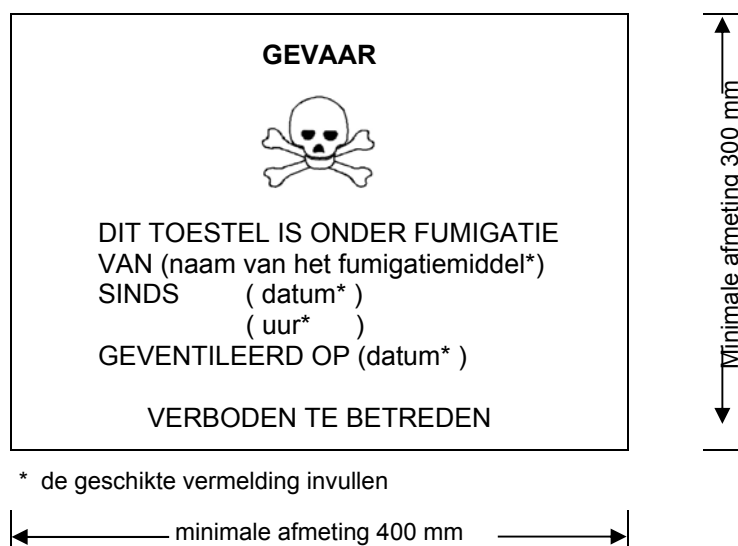 GEVAAR
DIT TOESTEL IS ONDER FUMIGATIE
VAN (naam van het fumigatiemiddel*)
SINDS ( datum* )
( uur* )
GEVENTILEERD OP (datum* )
VERBODEN TE BETREDEN
* de geschikte vermelding invullen
minimale afmeting 400 mm
Minimale afmeting 300 mm